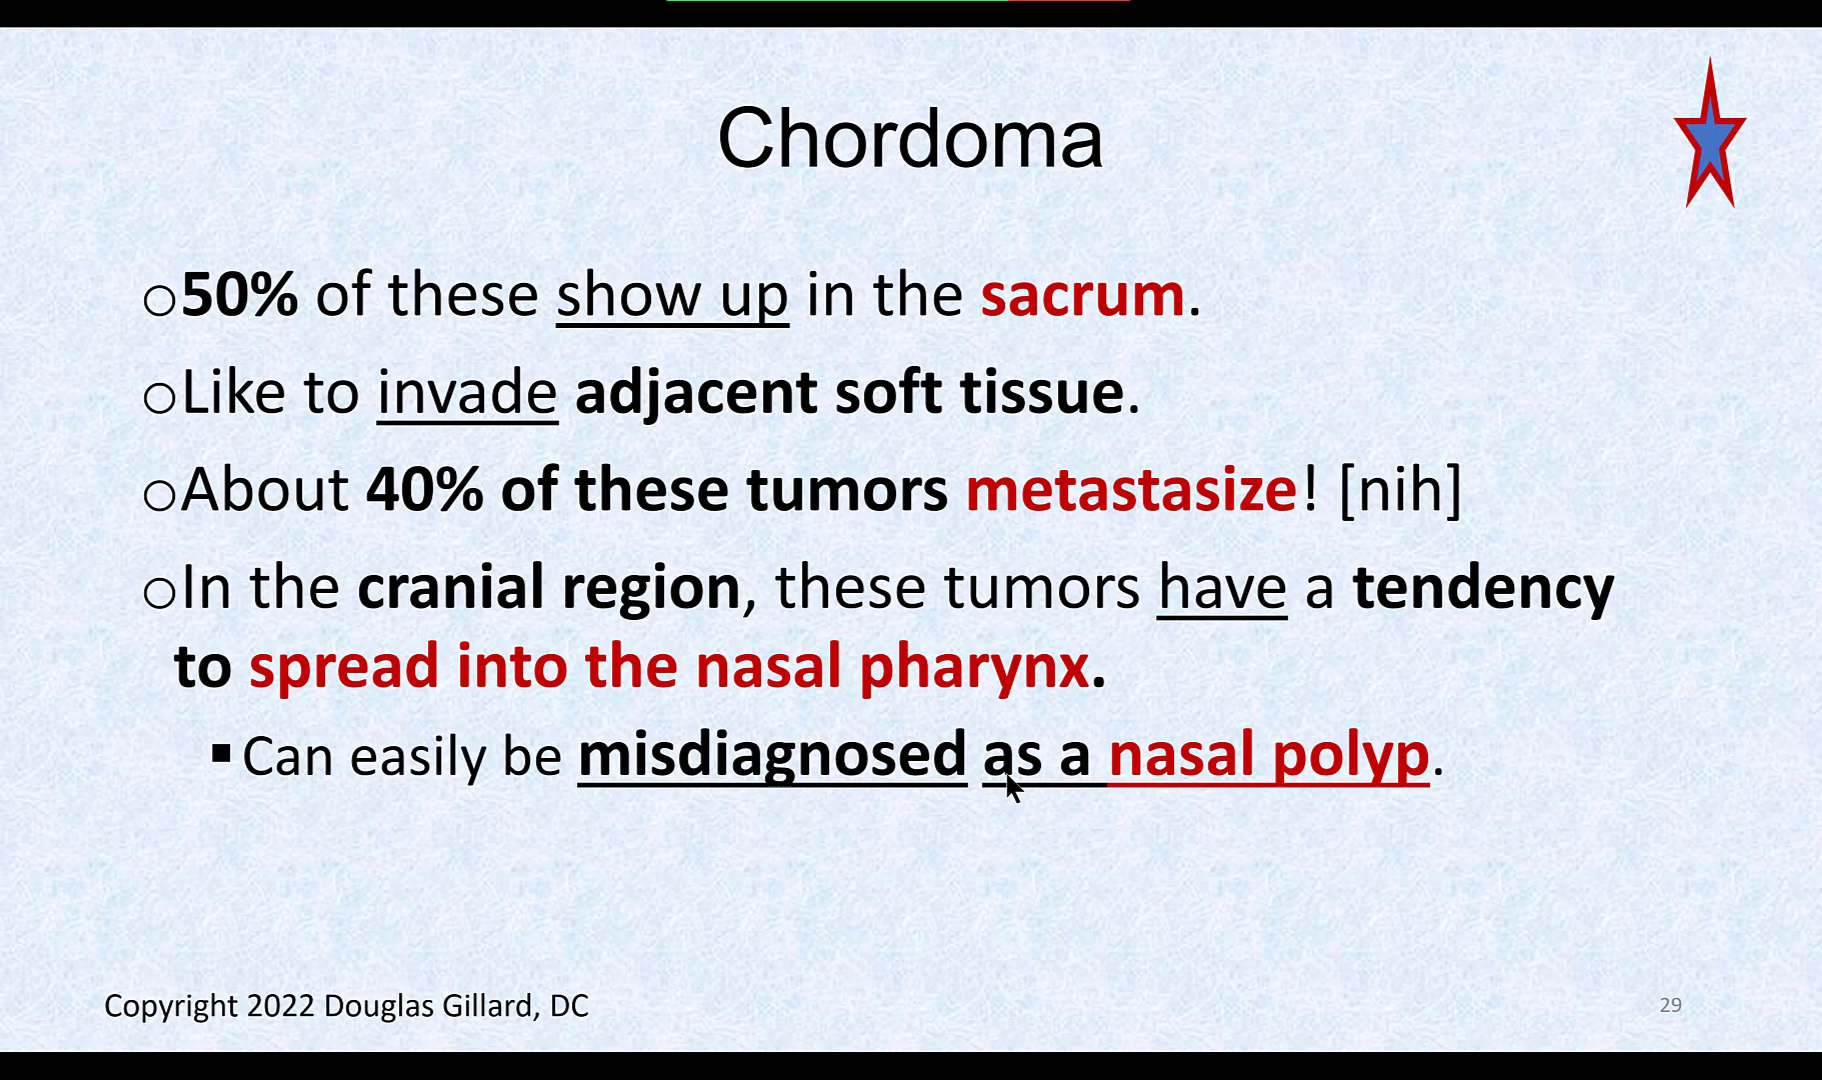 Chordoma
50% of these show up in the sacrum.
Like to invade adjacent soft tissue.
About 40% of these tumors metastasize! [nih]
In the cranial region, these tumors have a tendency
to spread into the nasal pharynx.
Can easily be misdiagnosed as a nasal polyp.
Copyright 2022 Douglas Gillard, DC
29